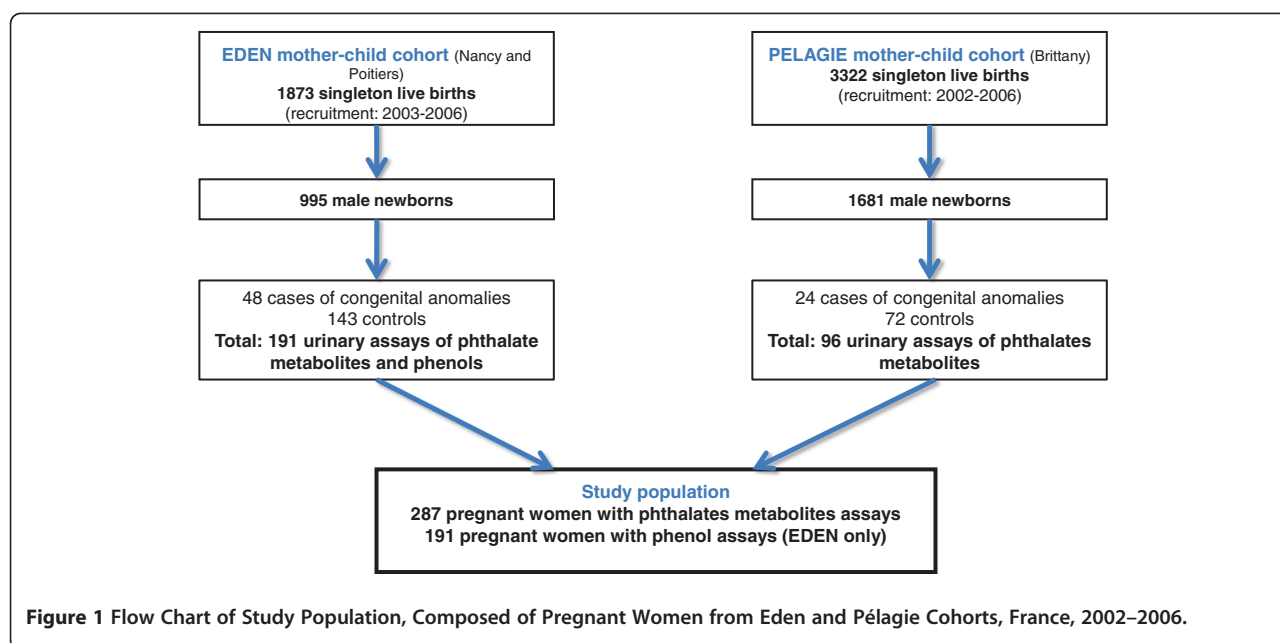 EDEN mother-child cohort (Nancy and
Poitiers)
1873 singleton live births
(recruitment: 2003-2006)
PELAGIE mother-child cohort (Brittany)
3322 singleton live births
(recruitment: 2002-2006)
995 male newborns
1681 male newborns
48 cases of congenital anomalies
143 controls
Total: 191 urinary assays of phthalate
metabolites and phenols
24 cases of congenital anomalies
72 controls
Total: 96 urinary assays of phthalates
metabolites
Study population
287 pregnant women with phthalates metabolites assays
191 pregnant women with phenol assays (EDEN only)
Figure 1 Flow Chart of Study Population, Composed of Pregnant Women from Eden and Pélagie Cohorts, France, 2002–2006.